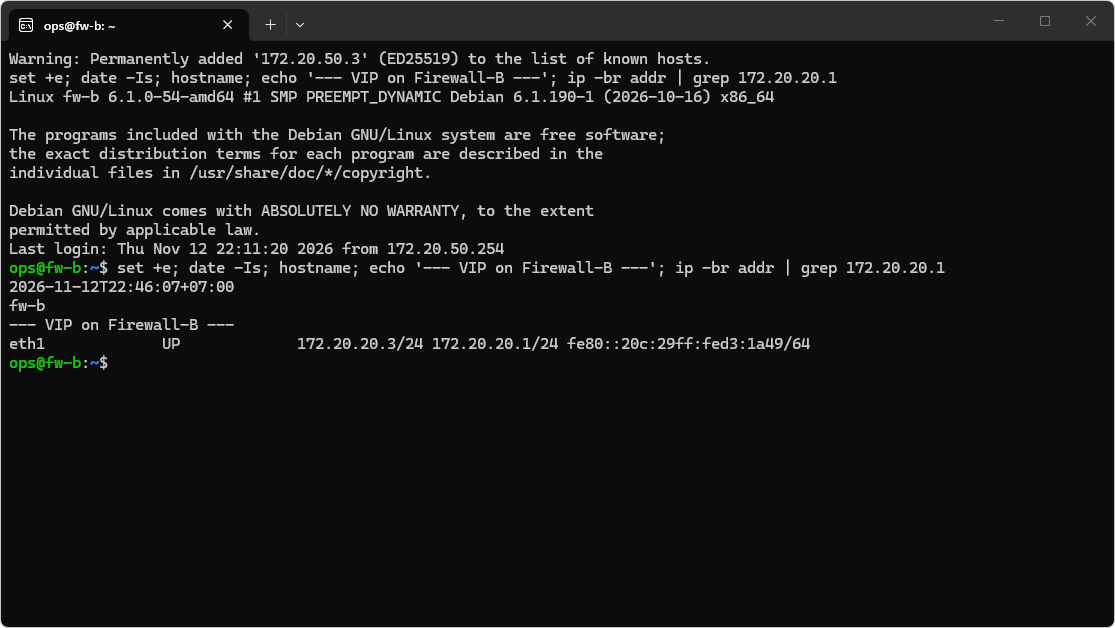 ops@fw-b: ~
Warning: Permanently added '172.20.50.3' (ED25519) to the list of known hosts.
set +e; date -Is; hostname; echo '--- VIP on Firewall-B ---'; ip -br addr | grep 172.20.20.1
Linux fw-b 6.1.0-54-amd64 #1 SMP PREEMPT_DYNAMIC Debian 6.1.190-1 (2026-10-16) x86_64

The programs included with the Debian GNU/Linux system are free software;
the exact distribution terms for each program are described in the
individual files in /usr/share/doc/*/copyright.

Debian GNU/Linux comes with ABSOLUTELY NO WARRANTY, to the extent
permitted by applicable law.
Last login: Thu Nov 12 22:11:20 2026 from 172.20.50.254
ops@fw-b:~$ set +e; date -Is; hostname; echo '--- VIP on Firewall-B ---'; ip -br addr | grep 172.20.20.1
2026-11-12T22:46:07+07:00
fw-b
--- VIP on Firewall-B ---
eth1             UP             172.20.20.3/24 172.20.20.1/24 fe80::20c:29ff:fed3:1a49/64
ops@fw-b:~$